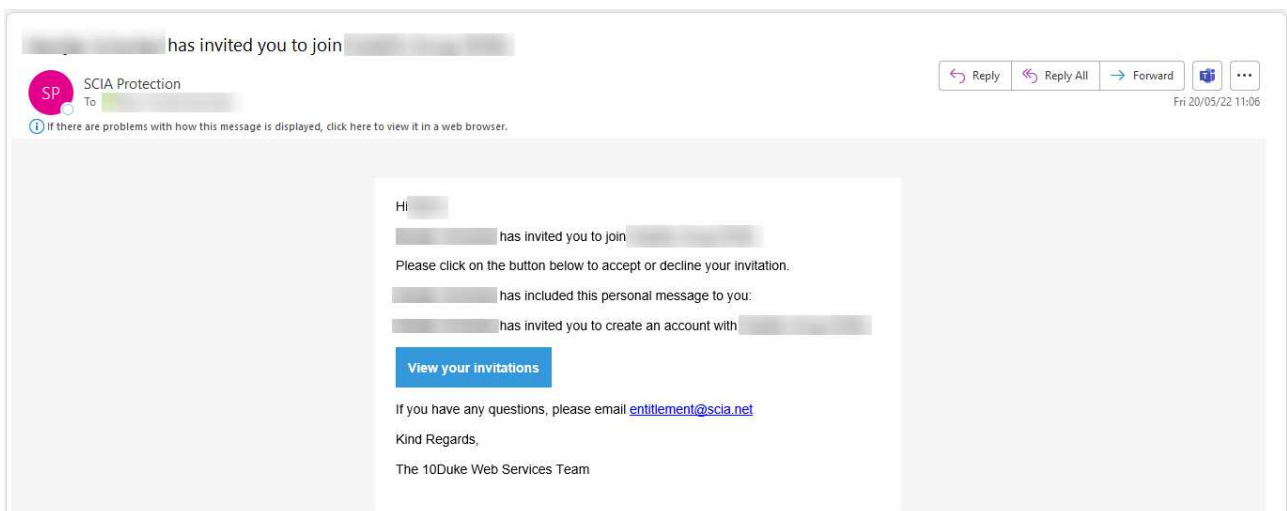 has invited you to join
SP
SCIA Protection
To
Reply
Reply All
Forward
Fri 20/05/22 11:06
If there are problems with how this message is displayed, click here to view it in a web browser.
Hi
has invited you to join
Please click on the button below to accept or decline your invitation.
has included this personal message to you:
has invited you to create an account with
View your invitations
If you have any questions, please email entitlement@scia.net
Kind Regards,
The 10Duke Web Services Team